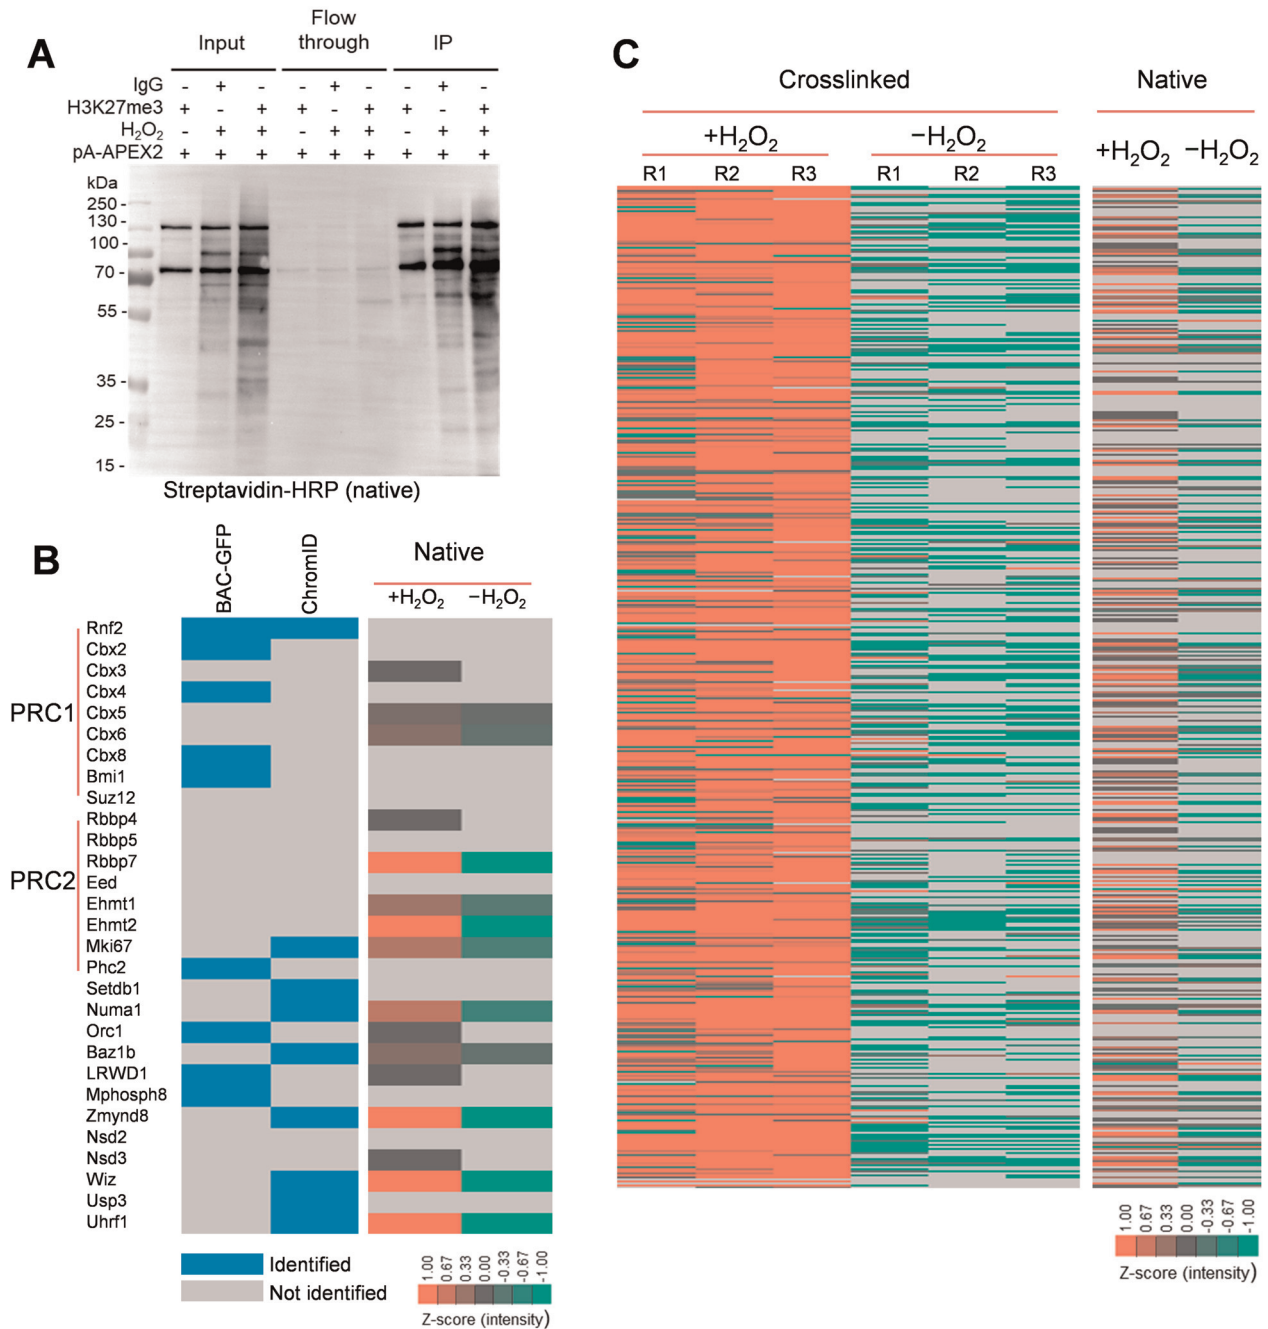 A
Input
Flow
through
IP
IgG - + - - + - - + -
H3K27me3 + - + + - + + - +
H₂O₂ - + + - + + - + +
pA-APEX2 + + + + + + + + +
kDa
250 -
130 -
100 -
70 -
55 -
35 -
25 -
15 -
Streptavidin-HRP (native)
B
BAC-GFP
ChromID
Native
+H₂O₂ −H₂O₂
PRC1
PRC2
Rnf2
Cbx2
Cbx3
Cbx4
Cbx5
Cbx6
Cbx8
Bmi1
Suz12
Rbbp4
Rbbp5
Rbbp7
Eed
Ehmt1
Ehmt2
Mki67
Phc2
Setdb1
Numa1
Orc1
Baz1b
LRWD1
Mphosph8
Zmynd8
Nsd2
Nsd3
Wiz
Usp3
Uhrf1
Identified
Not identified
1.00 0.67 0.33 0.00 -0.33 -0.67 -1.00
Z-score (intensity)
C
Crosslinked
Native
+H₂O₂ −H₂O₂
+H₂O₂ −H₂O₂
R1 R2 R3 R1 R2 R3
1.00 0.67 0.33 0.00 -0.33 -0.67 -1.00
Z-score (intensity)